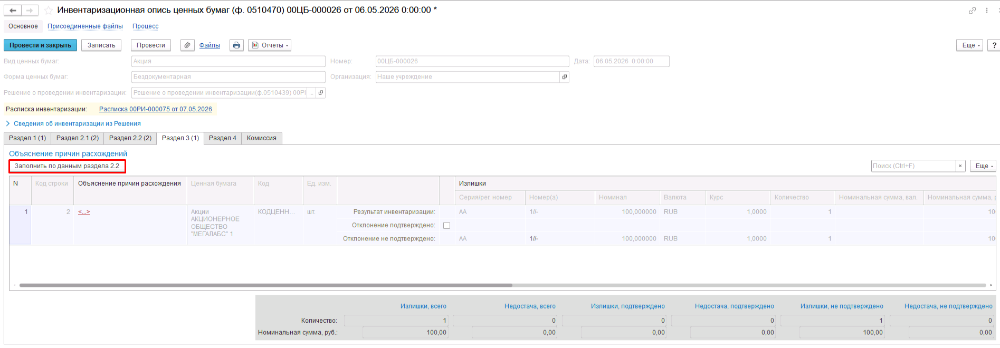 Инвентаризационная опись ценных бумаг (ф. 0510470) 00ЦБ-000026 от 06.05.2026 0:00:00 *
Основное Присоединенные файлы Процесс
Провести и закрыть Записать Провести Файлы Отчеты Еще ?
Вид ценных бумаг: Акция Номер: 00ЦБ-000026 Дата: 06.05.2026 0:00:00
Форма ценных бумаг: Бездокументарная Организация: Наше учреждение
Решение о проведении инвентаризации: Решение о проведении инвентаризации(ф.0510439) 00РІ ...
Расписка инвентаризации: Расписка 00РИ-000075 от 07.05.2026
Сведения об инвентаризации из Решения
Раздел 1 (1) Раздел 2.1 (2) Раздел 2.2 (2) Раздел 3 (1) Раздел 4 Комиссия
Объяснение причин расхождений
Заполнить по данным раздела 2.2 Поиск (Ctrl+F) × Еще
N Код строки Объяснение причин расхождения Ценная бумага Код Ед. изм. Излишки
Серия/рег. номер Номер(а) Номинал Валюта Курс Количество Номинальная сумма, вал. Номинальная сумма,
1 2 <...> Акции КОДЦЕНН... шт. Результат инвентаризации: АА 1//- 100,000000 RUB 1,0000 1 10
АКЦИОНЕРНОЕ
ОБЩЕСТВО Отклонение подтверждено:
"МЕГАЛАБС" 1
Отклонение не подтверждено: АА 1//- 100,000000 RUB 1,0000 1 10
Излишки, всего Недостача, всего Излишки, подтверждено Недостача, подтверждено Излишки, не подтверждено Недостача, не подтверждено
Количество: 1 0 0 0 1 0
Номинальная сумма, руб.: 100,00 0,00 0,00 0,00 100,00 0,00